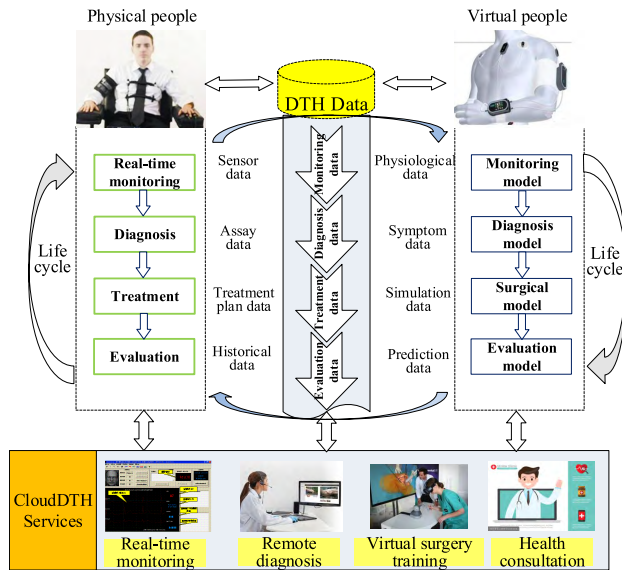 Physical people
Virtual people
DTH Data
Real-time
monitoring
Diagnosis
Treatment
Evaluation
Life
cycle
Sensor
data
Assay
data
Treatment
plan data
Historical
data
Monitoring
data
Diagnosis
data
Treatment
data
Evaluation
data
Physiological
data
Symptom
data
Simulation
data
Prediction
data
Monitoring
model
Diagnosis
model
Surgical
model
Evaluation
model
Life
cycle
CloudDTH
Services
Real-time
monitoring
Remote
diagnosis
Virtual surgery
training
Health
consultation